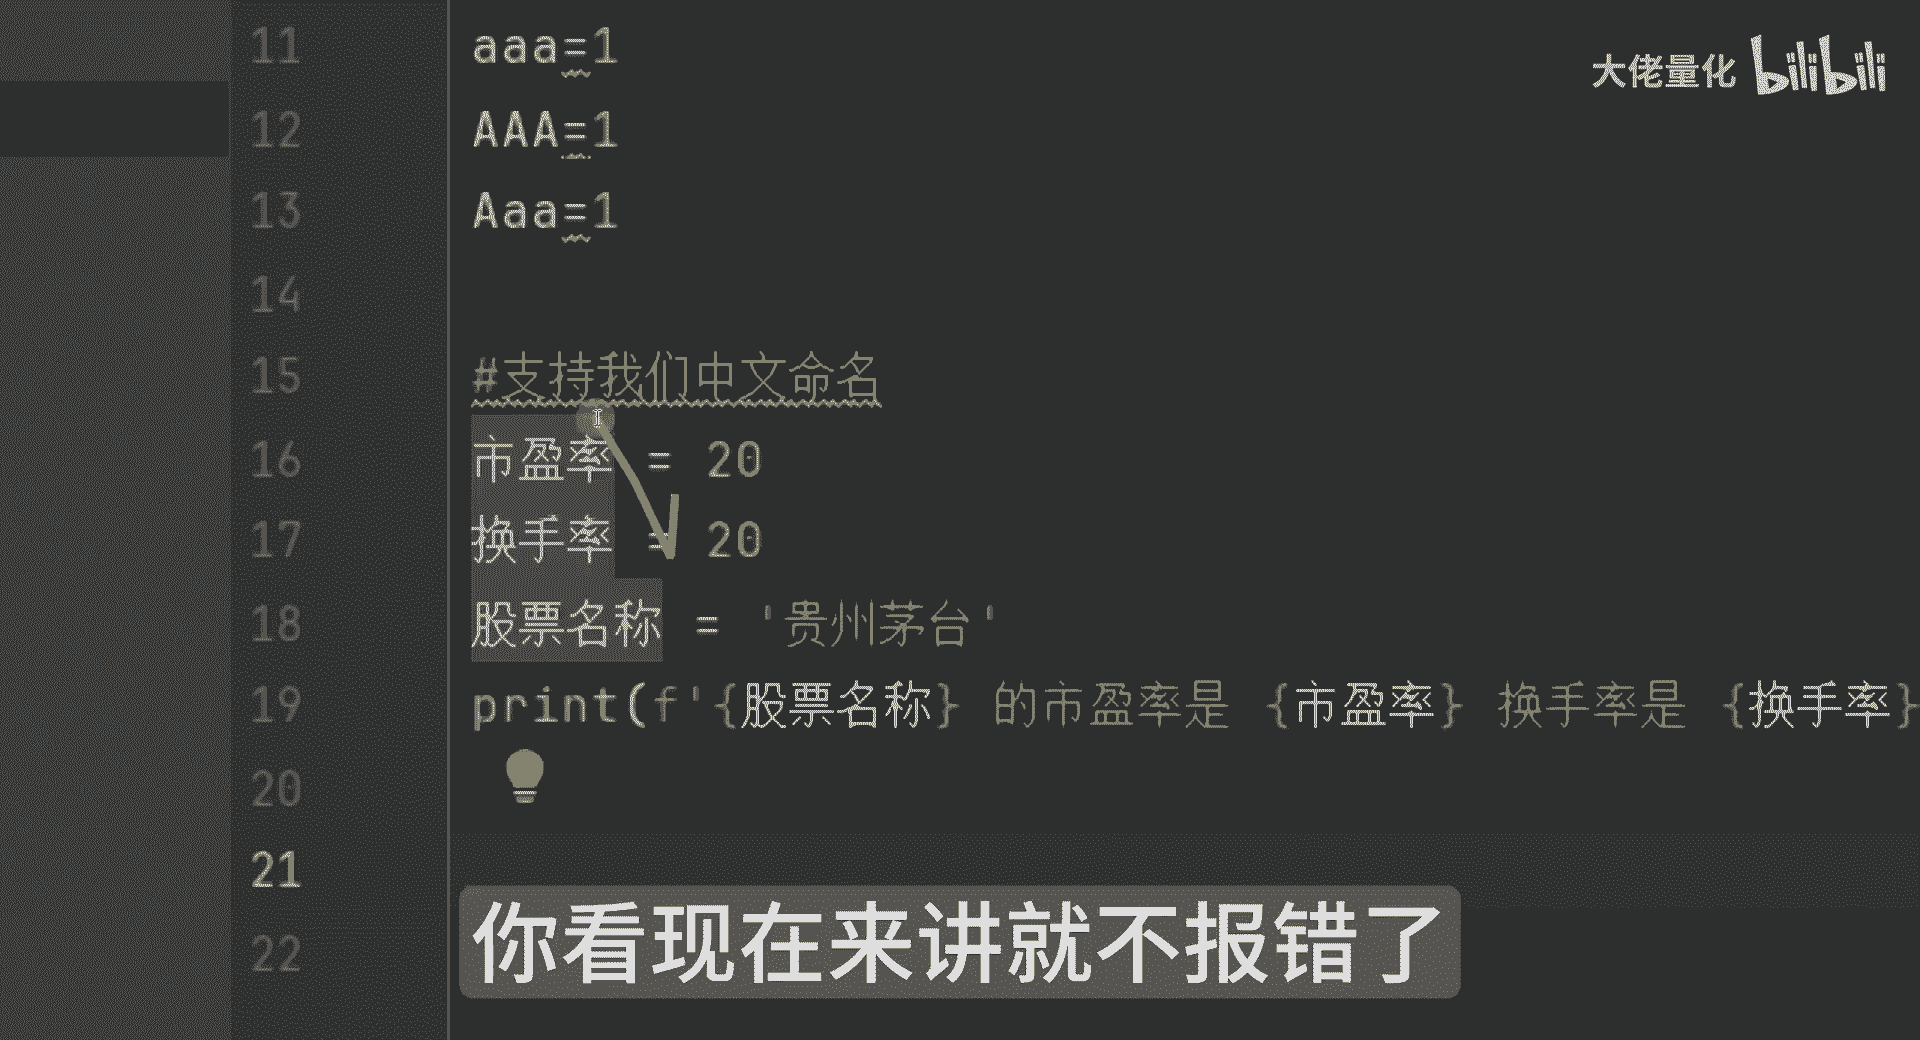 11 aaa=1
大佬量化 bilibili
12 AAA=1
13 Aaa=1
14
15 #支持我们中文命名
16 市盈率 = 20
17 换手率 = 20
18 股票名称 = '贵州茅台'
19 print(f'{股票名称} 的市盈率是 {市盈率} 换手率是 {换手率}
20
21
22
你看现在来讲就不报错了